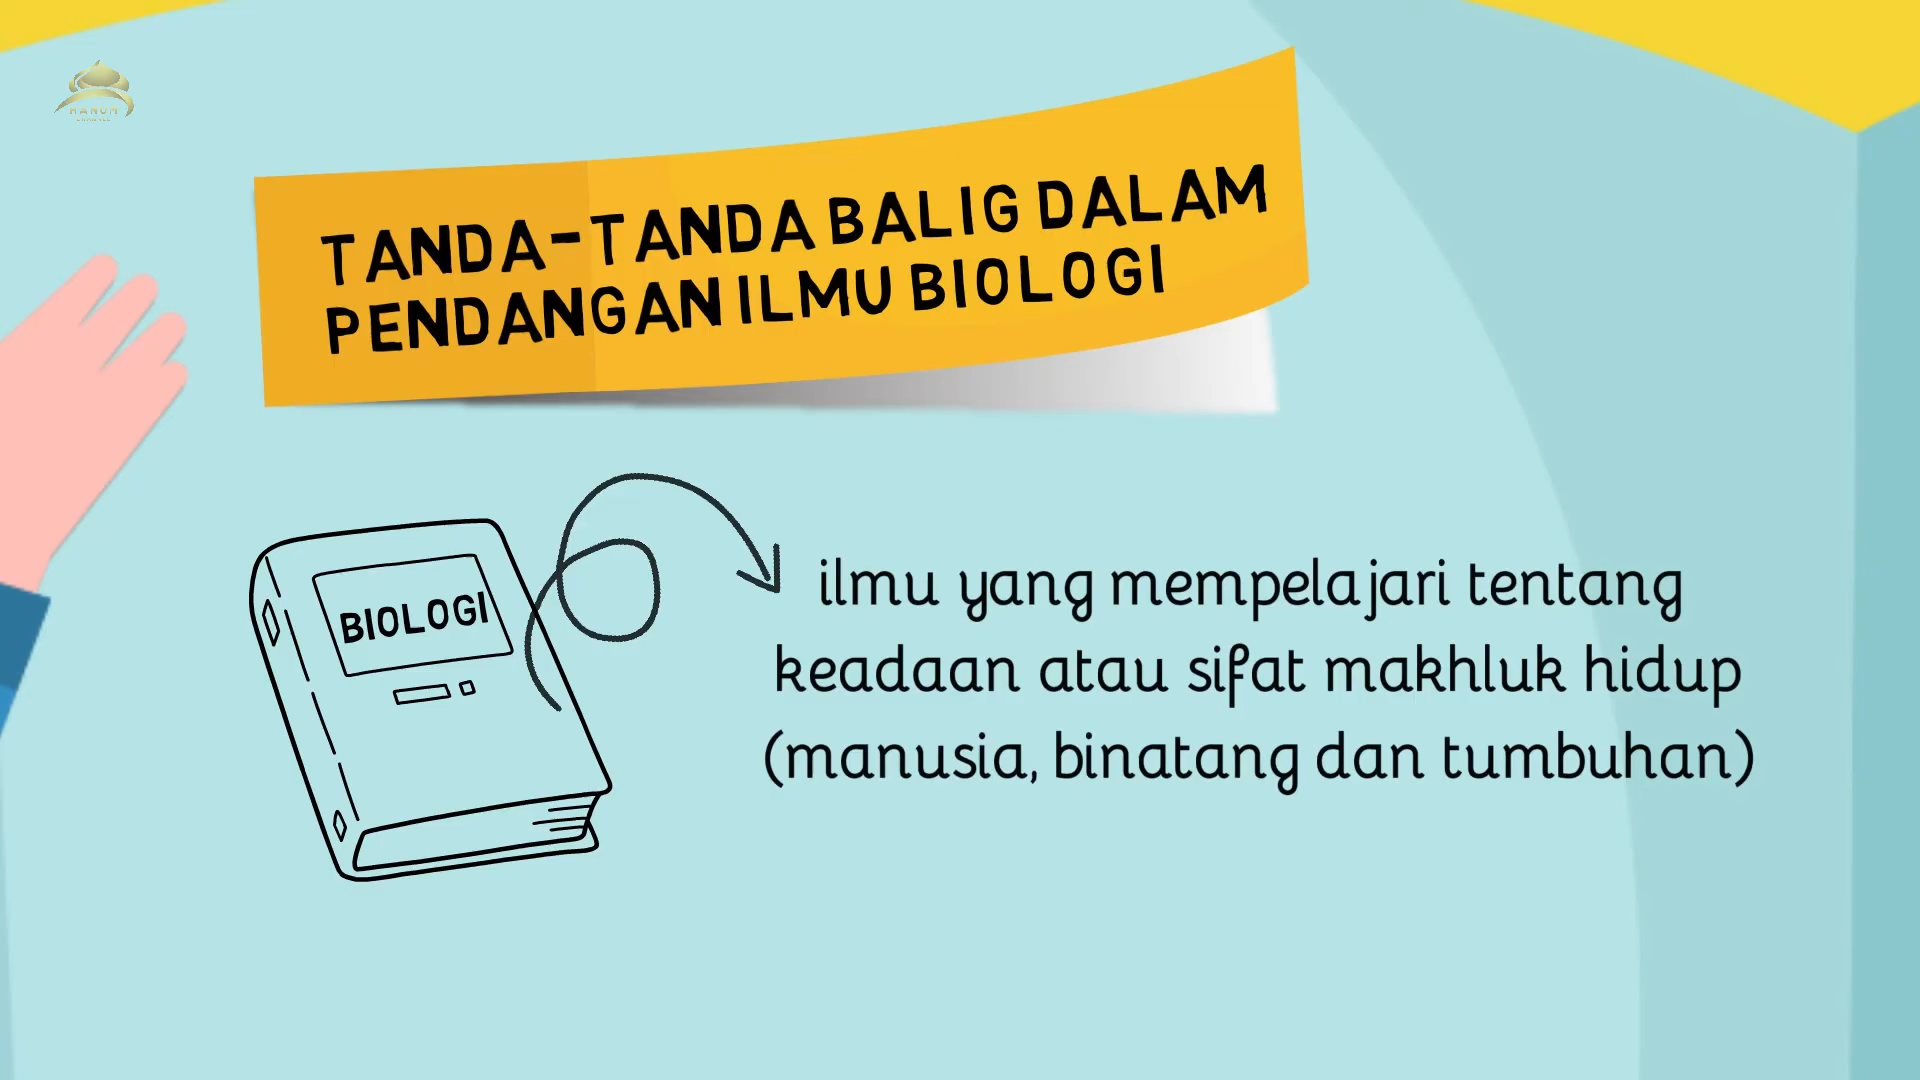 HANUM
TANDA-TANDA BALIG DALAM
PENDANGAN ILMU BIOLOGI
BIOLOGI
ilmu yang mempelajari tentang
keadaan atau sifat makhluk hidup
(manusia, binatang dan tumbuhan)